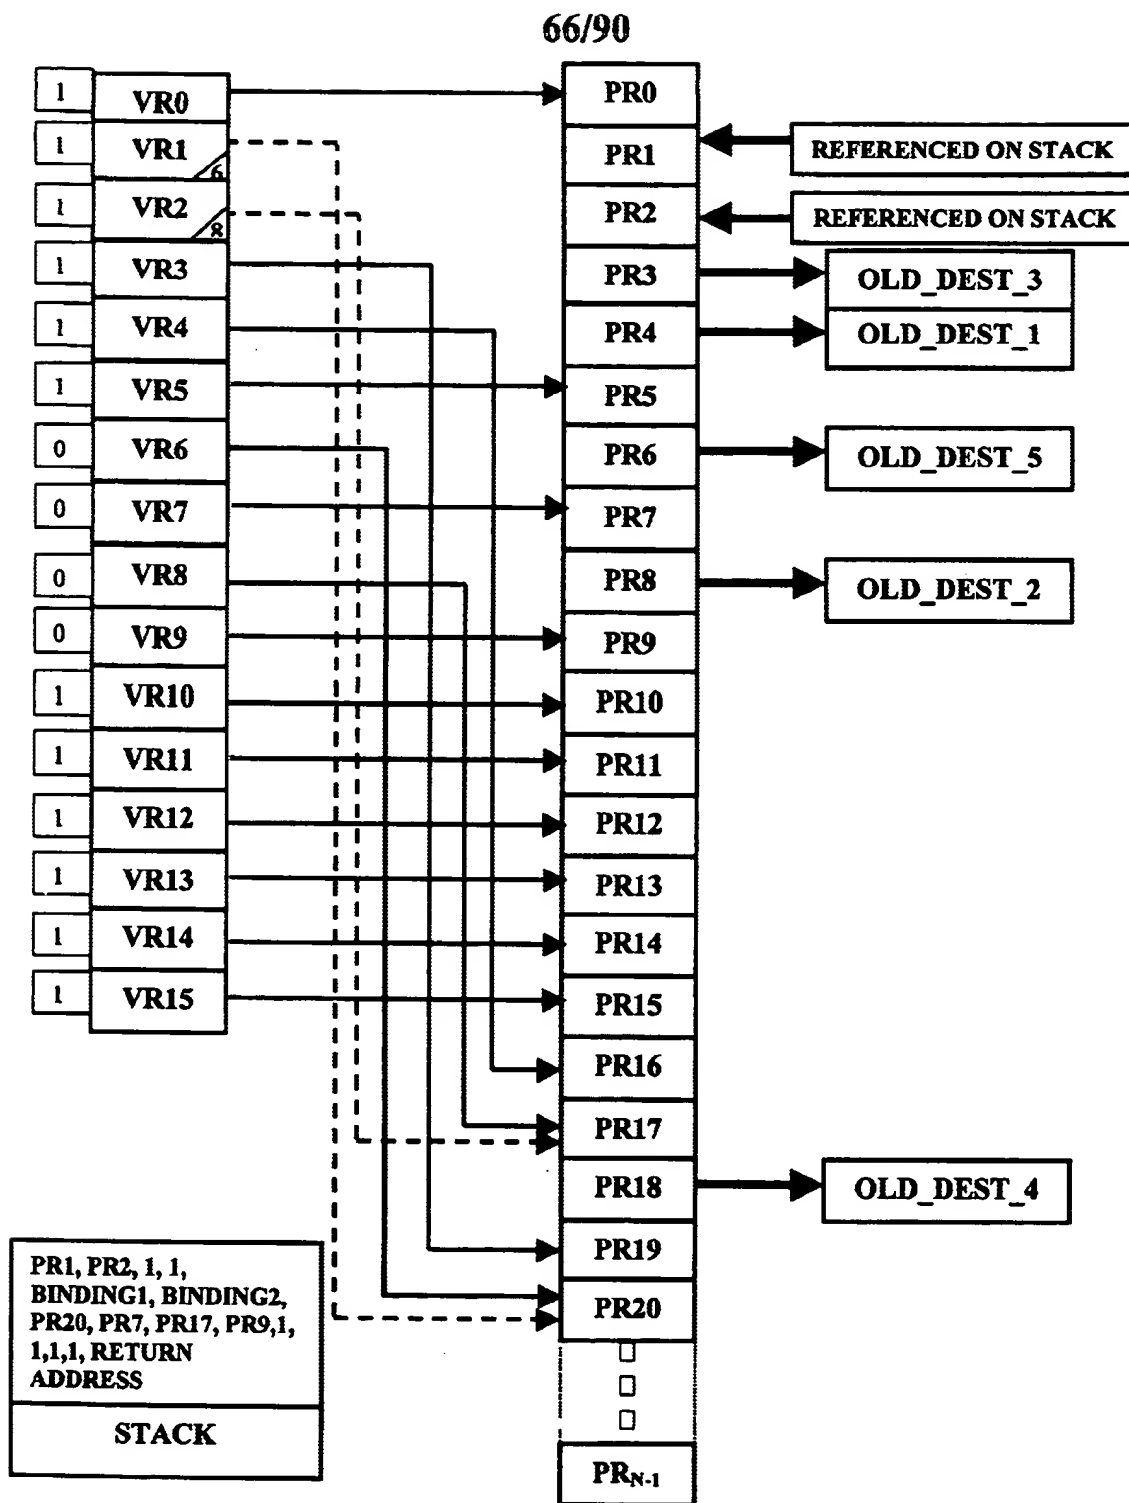 66/90
1 VR0 PR0
1 VR1 6 PR1 REFERENCED ON STACK
1 VR2 8 PR2 REFERENCED ON STACK
1 VR3 PR3 OLD_DEST_3
1 VR4 PR4 OLD_DEST_1
1 VR5 PR5
0 VR6 PR6 OLD_DEST_5
0 VR7 PR7
0 VR8 PR8 OLD_DEST_2
0 VR9 PR9
1 VR10 PR10
1 VR11 PR11
1 VR12 PR12
1 VR13 PR13
1 VR14 PR14
1 VR15 PR15
PR16
PR17
PR18 OLD_DEST_4
PR19
PR20
PRN-1
PR1, PR2, 1, 1,
BINDING1, BINDING2,
PR20, PR7, PR17, PR9,1,
1,1,1, RETURN
ADDRESS
STACK